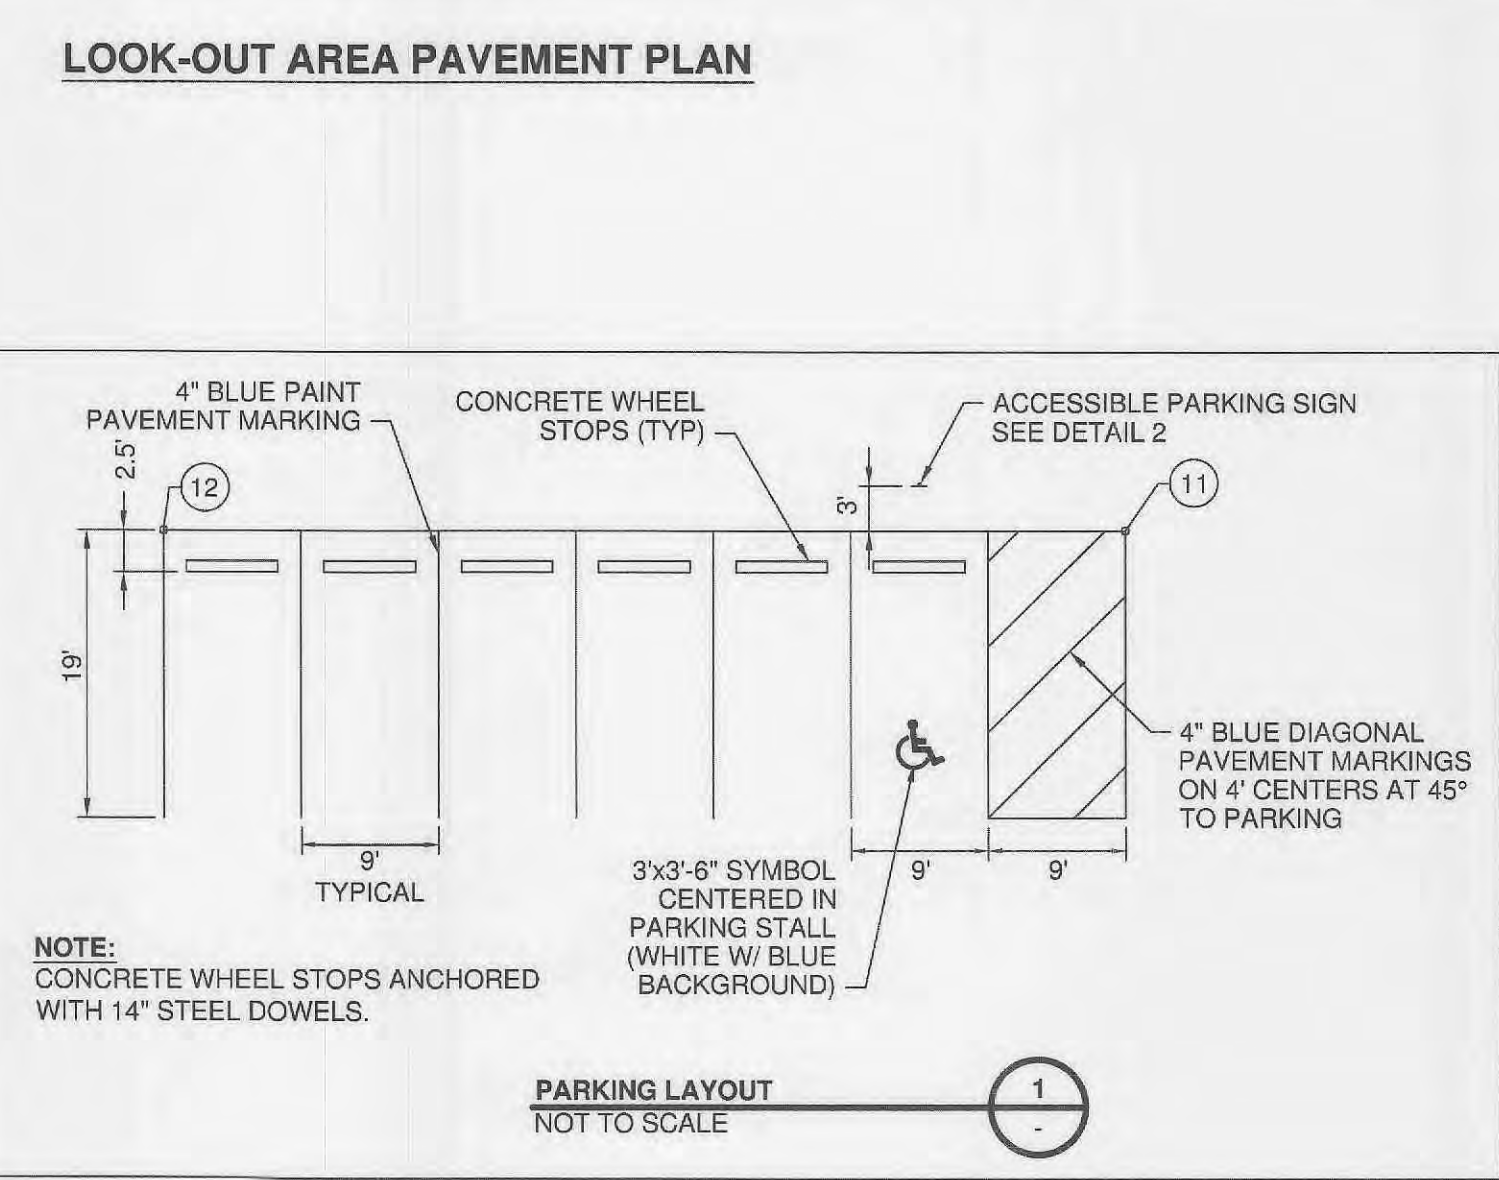 LOOK-OUT AREA PAVEMENT PLAN
4" BLUE PAINT
PAVEMENT MARKING
CONCRETE WHEEL
STOPS (TYP)
ACCESSIBLE PARKING SIGN
SEE DETAIL 2
2.5'
12
3'
11
19'
4" BLUE DIAGONAL
PAVEMENT MARKINGS
ON 4' CENTERS AT 45°
TO PARKING
9'
TYPICAL
9'
9'
3'x3'-6" SYMBOL
CENTERED IN
PARKING STALL
(WHITE W/ BLUE
BACKGROUND)
NOTE:
CONCRETE WHEEL STOPS ANCHORED
WITH 14" STEEL DOWELS.
PARKING LAYOUT
NOT TO SCALE
1
-